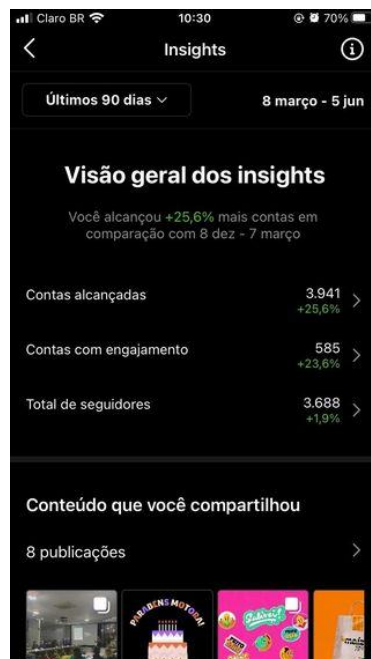 Claro BR
10:30
70%
Insights
Últimos 90 dias
8 março - 5 jun
Visão geral dos insights
Você alcançou +25,6% mais contas em
comparação com 8 dez - 7 março
Contas alcançadas
3.941
+25,6%
Contas com engajamento
585
+23,6%
Total de seguidores
3.688
+1,9%
Conteúdo que você compartilhou
8 publicações
PARABENS MOTORA!